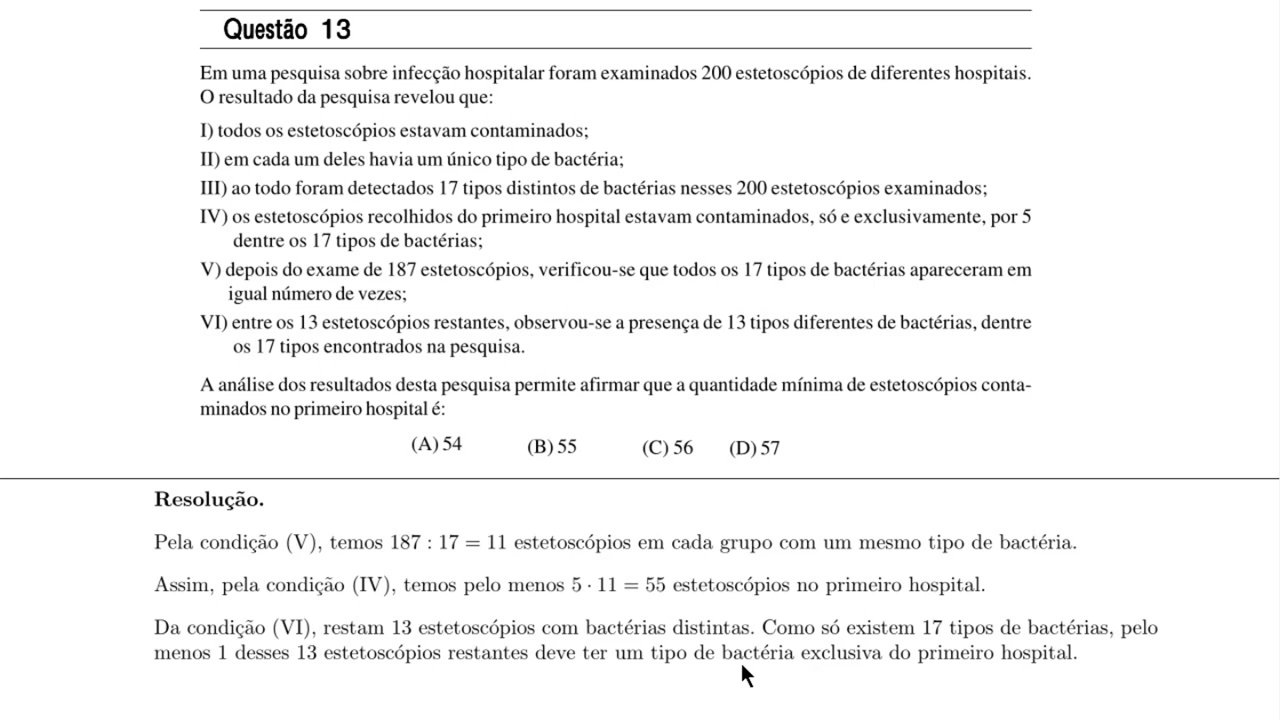 Questão 13
Em uma pesquisa sobre infecção hospitalar foram examinados 200 estetoscópios de diferentes hospitais.
O resultado da pesquisa revelou que:
I) todos os estetoscópios estavam contaminados;
II) em cada um deles havia um único tipo de bactéria;
III) ao todo foram detectados 17 tipos distintos de bactérias nesses 200 estetoscópios examinados;
IV) os estetoscópios recolhidos do primeiro hospital estavam contaminados, só e exclusivamente, por 5
dentre os 17 tipos de bactérias;
V) depois do exame de 187 estetoscópios, verificou-se que todos os 17 tipos de bactérias apareceram em
igual número de vezes;
VI) entre os 13 estetoscópios restantes, observou-se a presença de 13 tipos diferentes de bactérias, dentre
os 17 tipos encontrados na pesquisa.
A análise dos resultados desta pesquisa permite afirmar que a quantidade mínima de estetoscópios conta-
minados no primeiro hospital é:
(A) 54 (B) 55 (C) 56 (D) 57
Resolução.
Pela condição (V), temos 187 : 17 = 11 estetoscópios em cada grupo com um mesmo tipo de bactéria.
Assim, pela condição (IV), temos pelo menos 5 · 11 = 55 estetoscópios no primeiro hospital.
Da condição (VI), restam 13 estetoscópios com bactérias distintas. Como só existem 17 tipos de bactérias, pelo
menos 1 desses 13 estetoscópios restantes deve ter um tipo de bactéria exclusiva do primeiro hospital.